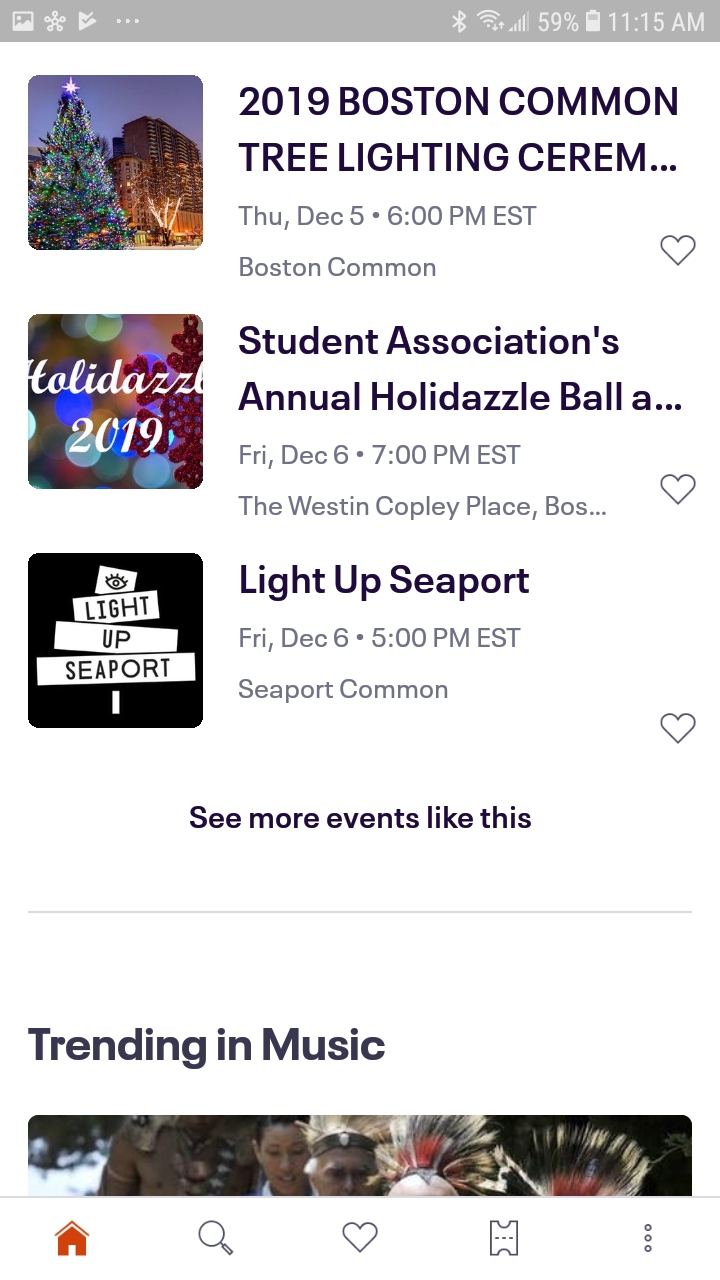 59% 11:15 AM
2019 BOSTON COMMON
TREE LIGHTING CEREM...
Thu, Dec 5 • 6:00 PM EST
Boston Common
Holidazzl
2019
Student Association's
Annual Holidazzle Ball a...
Fri, Dec 6 • 7:00 PM EST
The Westin Copley Place, Bos...
LIGHT
UP
SEAPORT
Light Up Seaport
Fri, Dec 6 • 5:00 PM EST
Seaport Common
See more events like this
Trending in Music